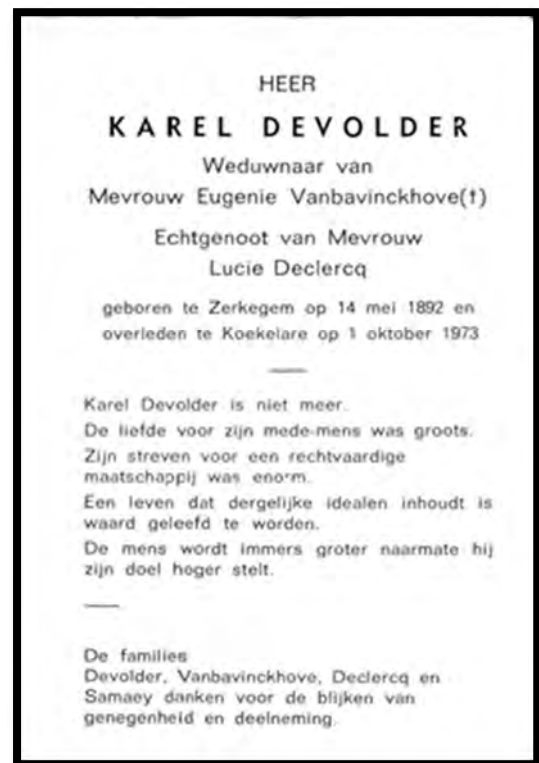 HEER
KAREL DEVOLDER
Weduwnaar van
Mevrouw Eugenie Vanbavinckhove(†)
Echtgenoot van Mevrouw
Lucie Declercq
geboren te Zerkegem op 14 mei 1892 en
overleden te Koekelare op 1 oktober 1973
Karel Devolder is niet meer.
De liefde voor zijn mede-mens was groots.
Zijn streven voor een rechtvaardige
maatschappij was enorm.
Een leven dat dergelijke idealen inhoudt is
waard geleefd te worden.
De mens wordt immers groter naarmate hij
zijn doel hoger stelt.
De families
Devolder, Vanbavinckhove, Declercq en
Samaey danken voor de blijken van
genegenheid en deelneming.